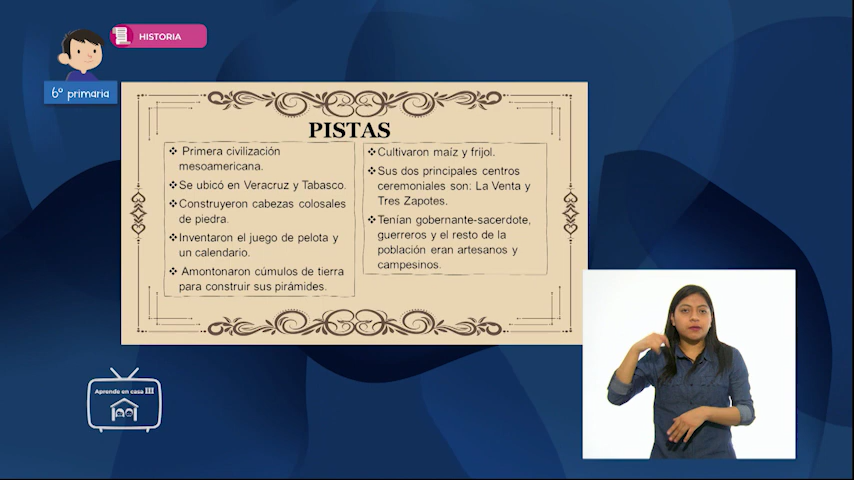 HISTORIA
6º primaria
PISTAS
❖ Primera civilización
mesoamericana.
❖ Se ubicó en Veracruz y Tabasco.
❖ Construyeron cabezas colosales
de piedra.
❖ Inventaron el juego de pelota y
un calendario.
❖ Amontonaron cúmulos de tierra
para construir sus pirámides.
❖ Cultivaron maíz y frijol.
❖ Sus dos principales centros
ceremoniales son: La Venta y
Tres Zapotes.
❖ Tenían gobernante-sacerdote,
guerreros y el resto de la
población eran artesanos y
campesinos.
Aprende en casa III